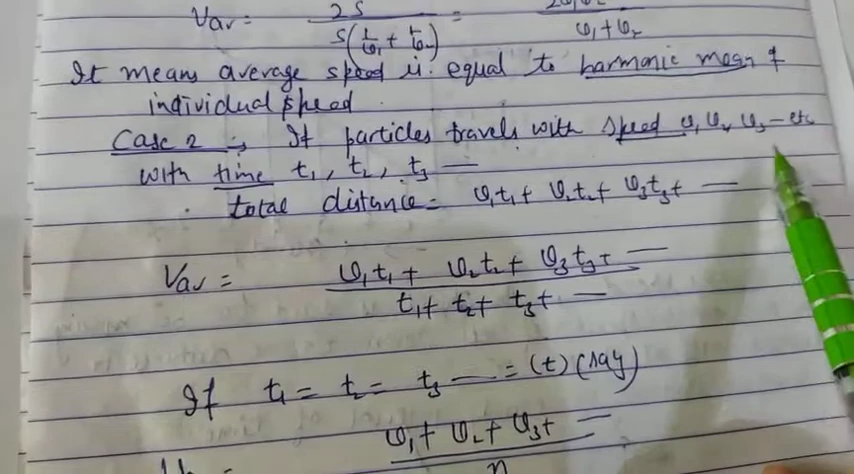 Vav = 2S / S(1/υ₁ + 1/υ₂) = 2υ₁υ₂ / υ₁+υ₂
It means average speed is equal to harmonic mean of
individual speed
Case 2 :- If particles travels with speed υ₁ υ₂ υ₃ — etc
with time t₁, t₂, t₃ —
total distance = υ₁t₁ + υ₂t₂ + υ₃t₃ + —
Vav = υ₁t₁ + υ₂t₂ + υ₃t₃ + — / t₁ + t₂ + t₃ + —
If t₁ = t₂ = t₃ — = (t) (say)
υ₁ + υ₂ + υ₃ + — / n